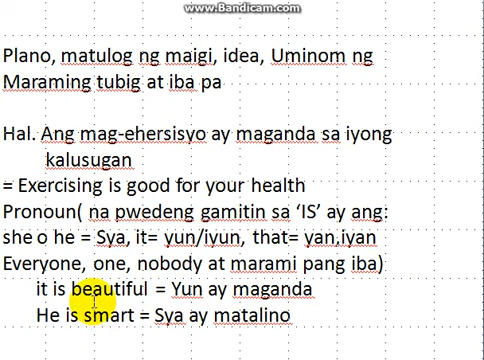 www.Bandicam.com
Plano, matulog ng maigi, idea, Uminom ng
Maraming tubig at iba pa
Hal. Ang mag-ehersisyo ay maganda sa iyong
kalusugan
= Exercising is good for your health
Pronoun( na pwedeng gamitin sa ‘IS’ ay ang:
she o he = Sya, it= yun/iyun, that= yan,iyan
Everyone, one, nobody at marami pang iba)
it is beautiful = Yun ay maganda
He is smart = Sya ay matalino